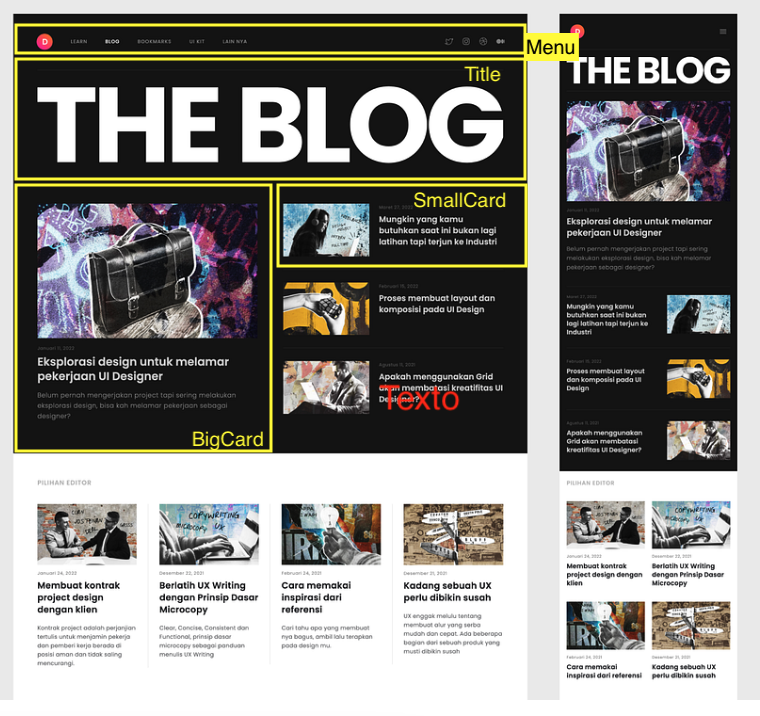 D LEARN BLOG BOOKMARKS UI KIT LAIN NYA
Menu
Title
THE BLOG
SmallCard
Maret 27, 2022
Mungkin yang kamu
butuhkan saat ini bukan lagi
latihan tapi terjun ke Industri
Februari 15, 2022
Proses membuat layout dan
komposisi pada UI Design
Agustus 11, 2022
Apakah menggunakan Grid
akan membatasi kreatifitas UI
Designer?
Texto
Januari 11, 2022
Eksplorasi design untuk melamar
pekerjaan UI Designer
Belum pernah mengerjakan project tapi sering melakukan
eksplorasi design, bisa kah melamar pekerjaan sebagai
designer?
BigCard
PILIHAN EDITOR
COPYWRITING
MICROCOPY UX
Januari 24, 2022
Membuat kontrak
project design
dengan klien
Kontrak project adalah perjanjian
tertulis untuk menjamin pekerja
dan pemberi kerja berada di
posisi aman dan tidak saling
mencurangi.
Desember 22, 2021
Berlatih UX Writing
dengan Prinsip Dasar
Microcopy
Clear, Concise, Consistent dan
Functional, prinsip dasar
microcopy sebagai panduan
menulis UX Writing
Februari 24, 2021
Cara memakai
inspirasi dari
referensi
Cari tahu apa yang membuat
nya bagus, ambil lalu terapkan
pada design mu.
Desember 21, 2021
Kadang sebuah UX
perlu dibikin susah
UX enggak melulu tentang
membuat alur yang serba
mudah dan cepat. Ada beberapa
bagian dari sebuah produk yang
musti dibikin susah
D
THE BLOG
Januari 11, 2022
Eksplorasi design untuk melamar
pekerjaan UI Designer
Belum pernah mengerjakan project tapi sering
melakukan eksplorasi design, bisa kah melamar
pekerjaan sebagai designer?
Maret 27, 2022
Mungkin yang kamu
butuhkan saat ini bukan
lagi latihan tapi terjun ke
Industri
Februari 15, 2022
Proses membuat layout
dan komposisi pada UI
Design
Agustus 11, 2022
Apakah menggunakan
Grid akan membatasi
kreatifitas UI Designer?
PILIHAN EDITOR
COPYWRITING
MICROCOPY UX
Januari 24, 2022
Membuat kontrak
project design dengan
klien
Desember 22, 2021
Berlatih UX Writing
dengan Prinsip Dasar
Microcopy
Februari 24, 2021
Cara memakai
inspirasi dari referensi
Desember 21, 2021
Kadang sebuah UX
perlu dibikin susah